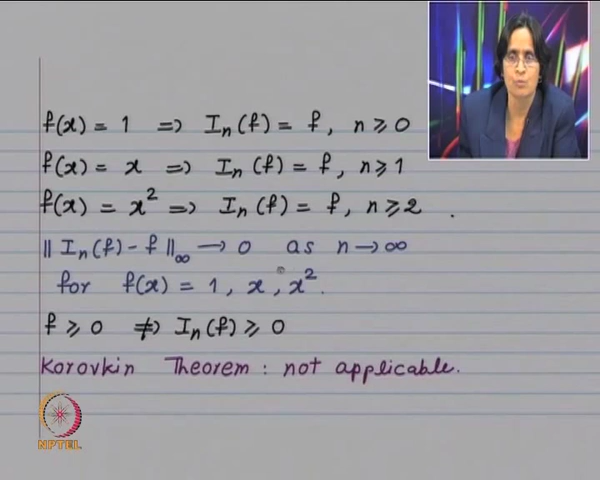 f(x) = 1 => Iₙ(f) = f, n ≥ 0
f(x) = x => Iₙ(f) = f, n ≥ 1
f(x) = x² => Iₙ(f) = f, n ≥ 2 .
‖ Iₙ(f) - f ‖∞ → 0 as n → ∞
for f(x) = 1, x, x².
f ≥ 0 ≠> Iₙ(f) ≥ 0
Korovkin Theorem : not applicable.
NPTEL